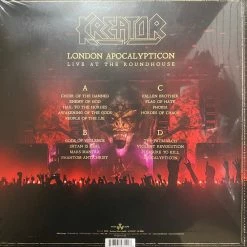 KREATOR
LONDON APOCALYPTICON
LIVE AT THE ROUNDHOUSE
A
CHOIR OF THE DAMNED
ENEMY OF GOD
HAIL TO THE HORDES
AWAKENING OF THE GODS
PEOPLE OF THE LIE
B
GODS OF VIOLENCE
SATAN IS REAL
MARS MANTRA
PHANTOM ANTICHRIST
C
FALLEN BROTHER
FLAG OF HATE
PHOBIA
HORDES OF CHAOS
D
THE PATRIARCH
VIOLENT REVOLUTION
PLEASURE TO KILL
APOCALYPTICON